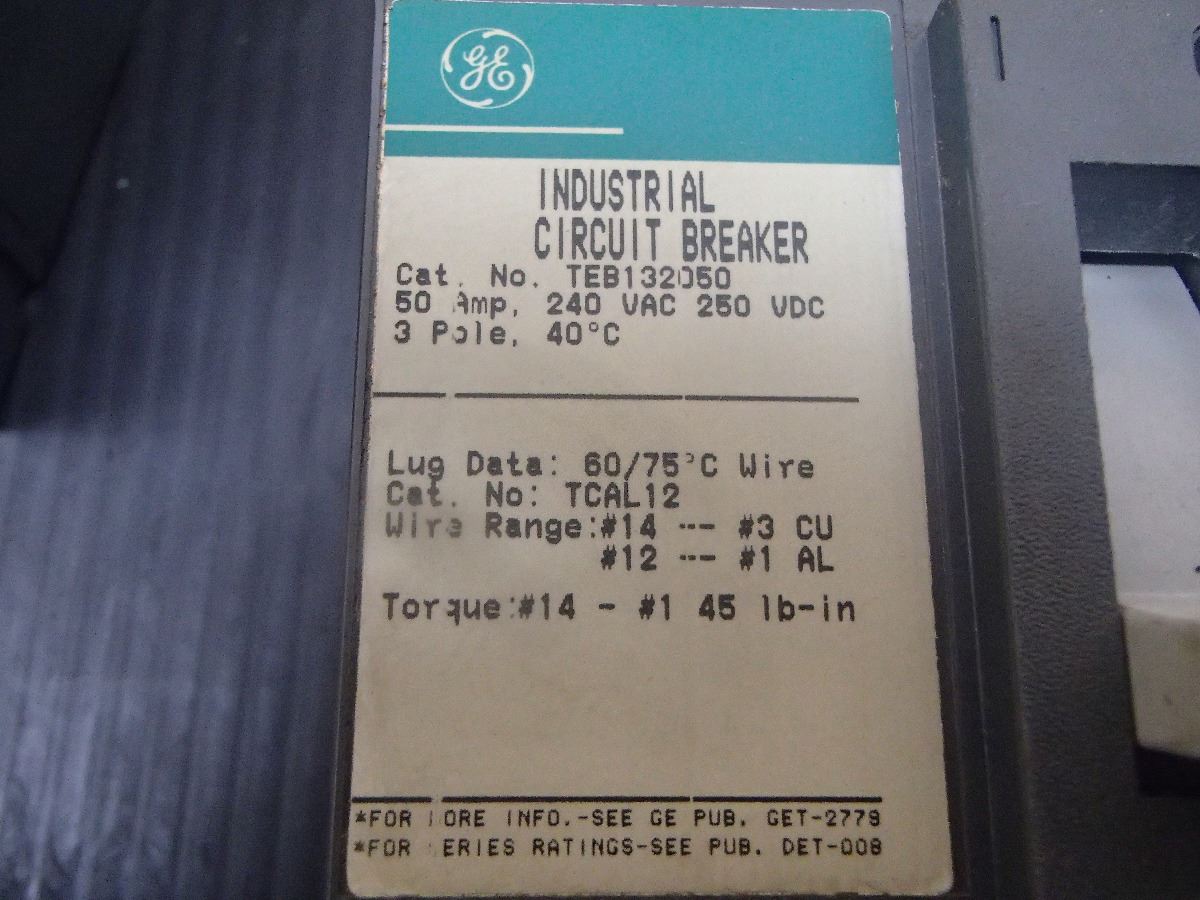 GE
INDUSTRIAL
CIRCUIT BREAKER
Cat. No. TEB132050
50 Amp, 240 VAC 250 VDC
3 Pole, 40°C
Lug Data: 60/75°C Wire
Cat. No: TCAL12
Wire Range:#14 --- #3 CU
#12 --- #1 AL
Torque:#14 - #1 45 lb-in
*FOR MORE INFO.-SEE GE PUB. GET-2779
*FOR SERIES RATINGS-SEE PUB. DET-008